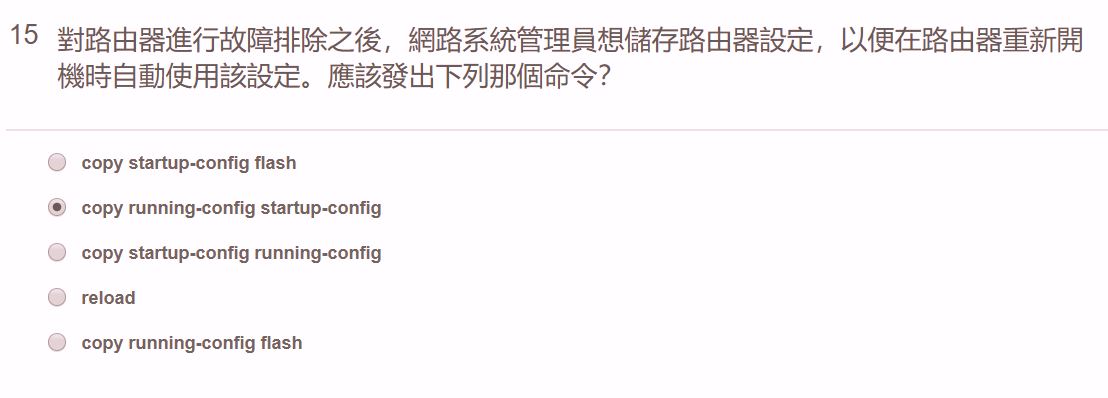 15 對路由器進行故障排除之後，網路系統管理員想儲存路由器設定，以便在路由器重新開
機時自動使用該設定。應該發出下列那個命令？
copy startup-config flash
copy running-config startup-config
copy startup-config running-config
reload
copy running-config flash